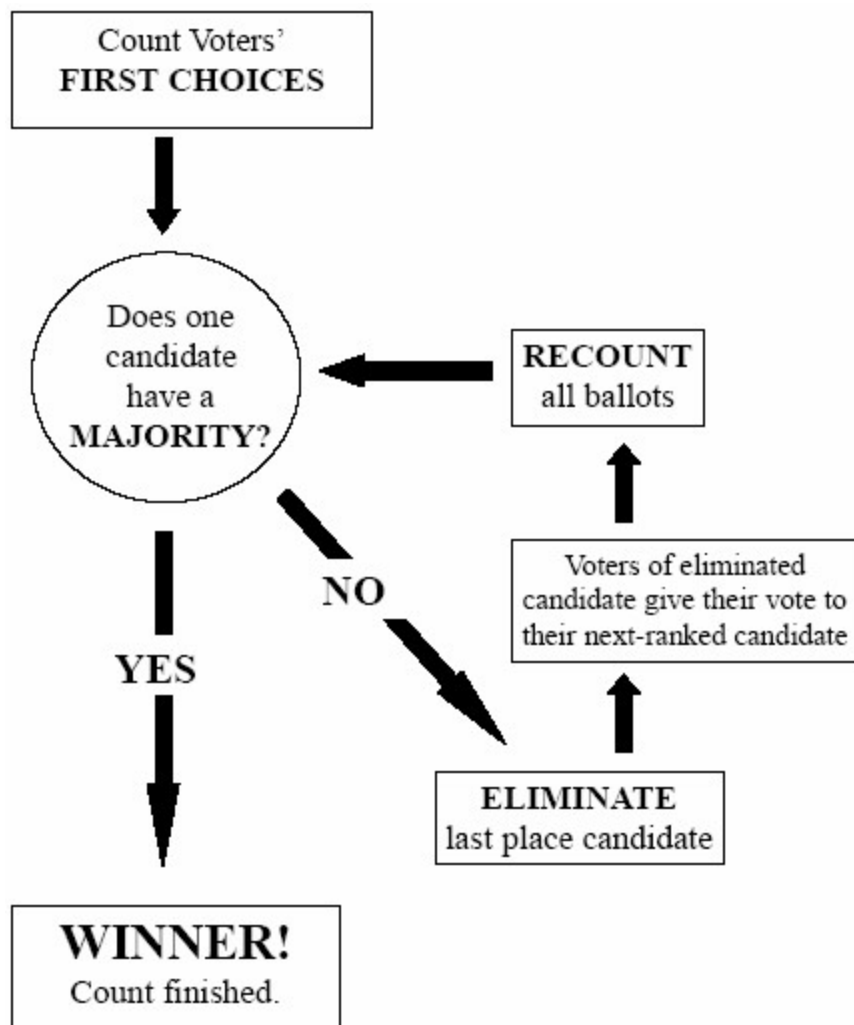 Count Voters’
FIRST CHOICES
Does one
candidate
have a
MAJORITY?
YES
WINNER!
Count finished.
NO
ELIMINATE
last place candidate
Voters of eliminated
candidate give their vote to
their next-ranked candidate
RECOUNT
all ballots